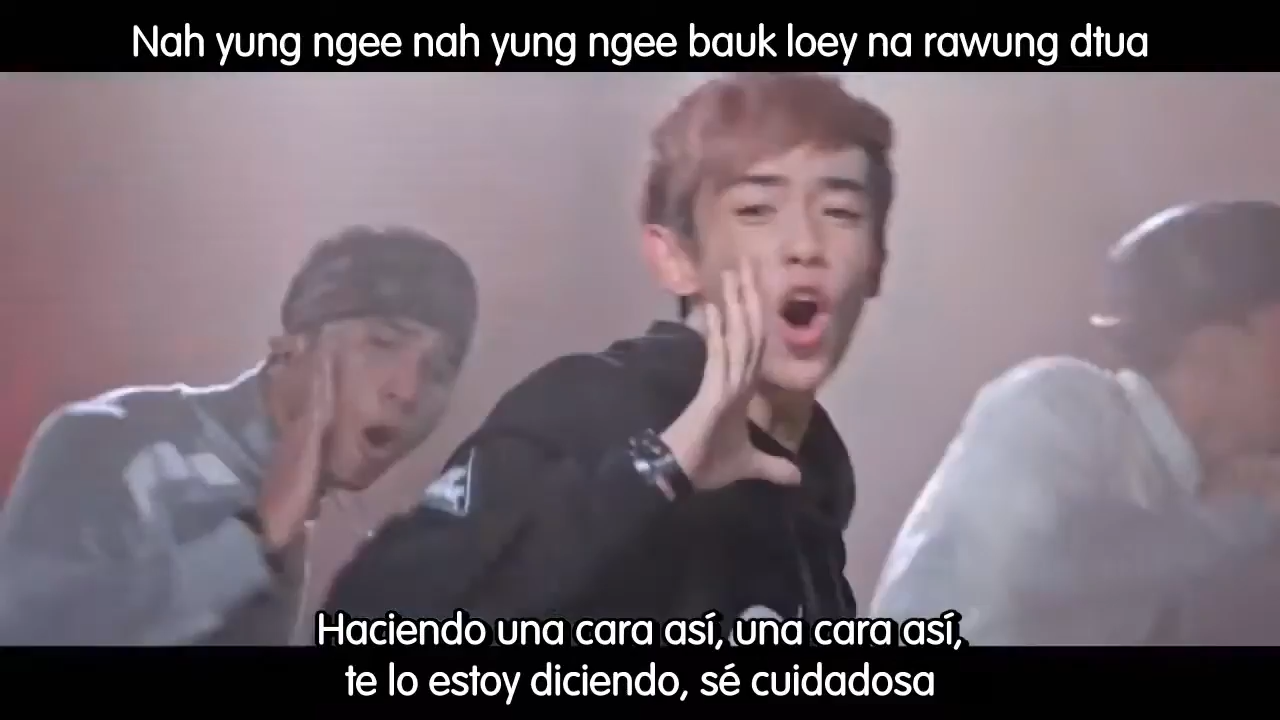 Nah yung ngee nah yung ngee bauk loey na rawung dtua
Haciendo una cara así, una cara así,
te lo estoy diciendo, sé cuidadosa